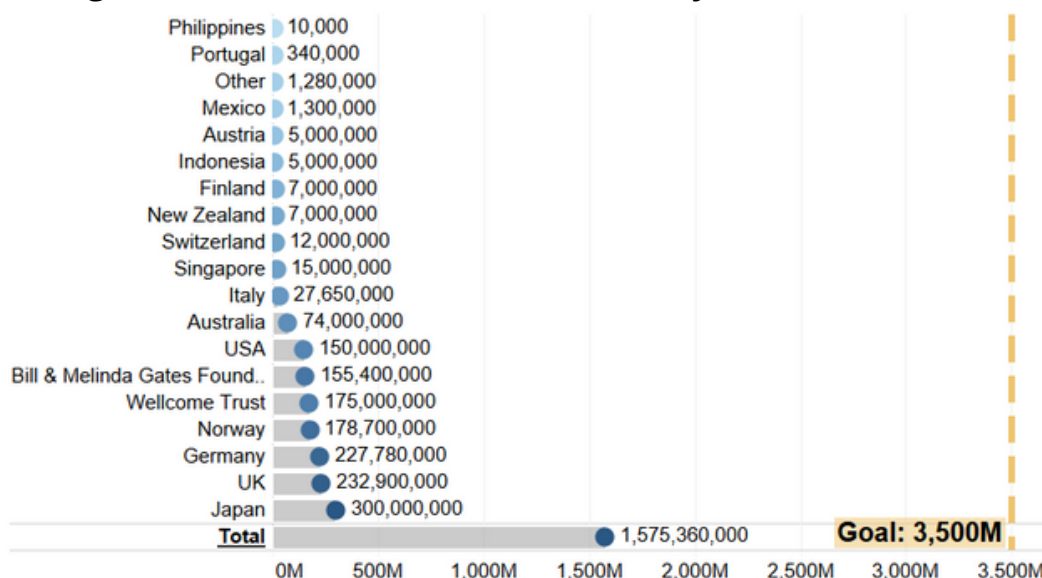 Philippines 10,000
Portugal 340,000
Other 1,280,000
Mexico 1,300,000
Austria 5,000,000
Indonesia 5,000,000
Finland 7,000,000
New Zealand 7,000,000
Switzerland 12,000,000
Singapore 15,000,000
Italy 27,650,000
Australia 74,000,000
USA 150,000,000
Bill & Melinda Gates Found.. 155,400,000
Wellcome Trust 175,000,000
Norway 178,700,000
Germany 227,780,000
UK 232,900,000
Japan 300,000,000
Total 1,575,360,000 Goal: 3,500M
0M 500M 1,000M 1,500M 2,000M 2,500M 3,000M 3,500M